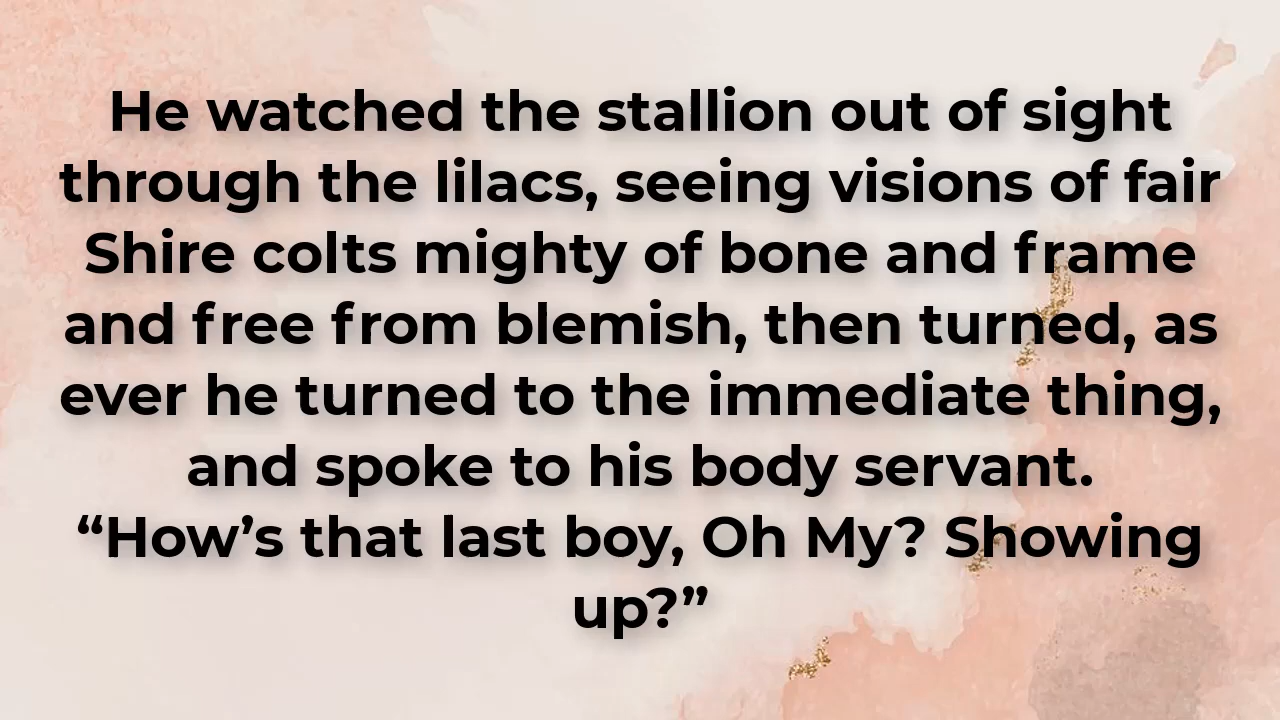 He watched the stallion out of sight
through the lilacs, seeing visions of fair
Shire colts mighty of bone and frame
and free from blemish, then turned, as
ever he turned to the immediate thing,
and spoke to his body servant.
“How’s that last boy, Oh My? Showing
up?”